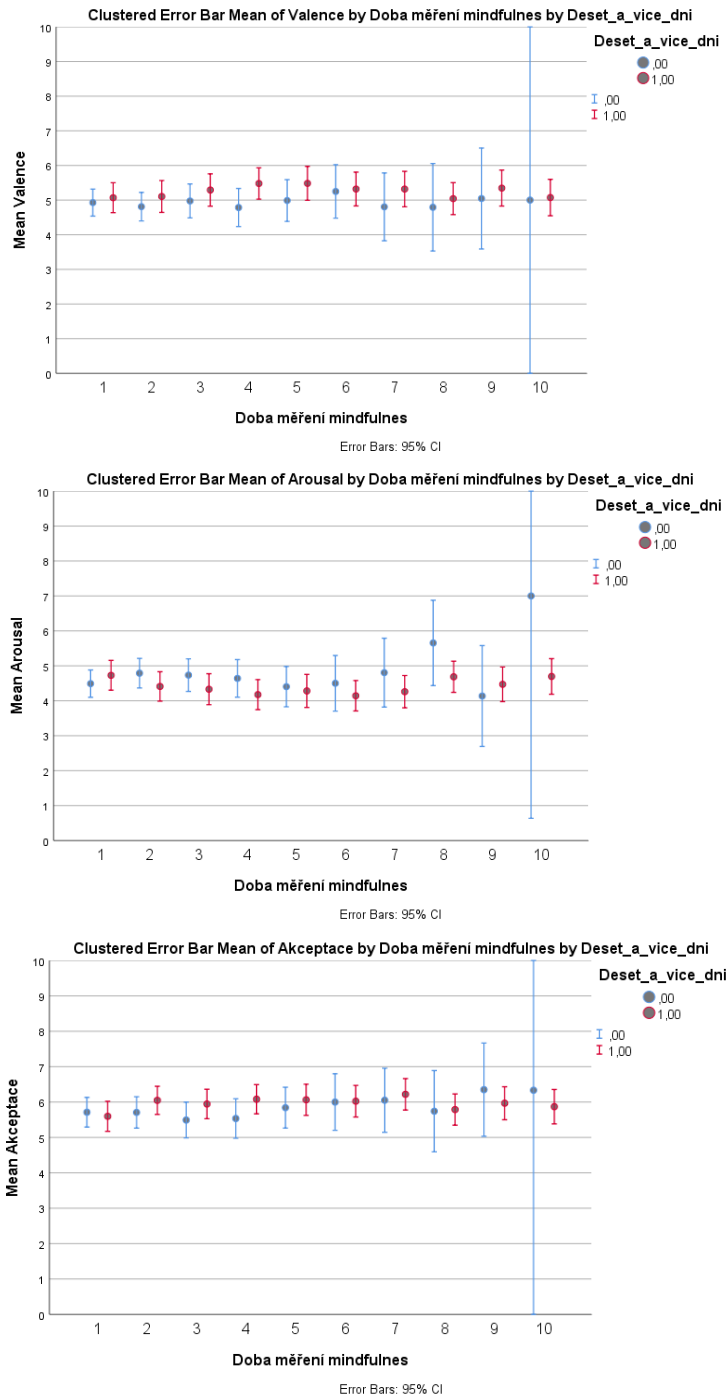 Clustered Error Bar Mean of Valence by Doba měření mindfulnes by Deset_a_vice_dni
Deset_a_vice_dni
,00
1,00
,00
1,00
Mean Valence
10
9
8
7
6
5
4
3
2
1
0
1 2 3 4 5 6 7 8 9 10
Doba měření mindfulnes
Error Bars: 95% CI
Clustered Error Bar Mean of Arousal by Doba měření mindfulnes by Deset_a_vice_dni
Deset_a_vice_dni
,00
1,00
,00
1,00
Mean Arousal
10
9
8
7
6
5
4
3
2
1
0
1 2 3 4 5 6 7 8 9 10
Doba měření mindfulnes
Error Bars: 95% CI
Clustered Error Bar Mean of Akceptace by Doba měření mindfulnes by Deset_a_vice_dni
Deset_a_vice_dni
,00
1,00
,00
1,00
Mean Akceptace
10
9
8
7
6
5
4
3
2
1
0
1 2 3 4 5 6 7 8 9 10
Doba měření mindfulnes
Error Bars: 95% CI